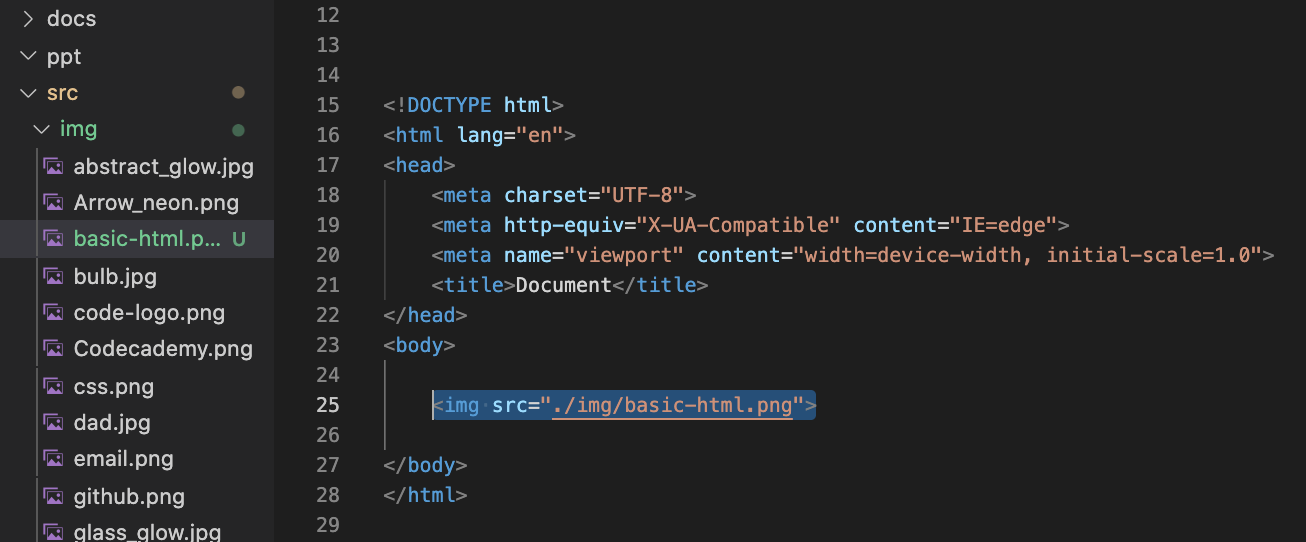 docs
ppt
src
img
abstract_glow.jpg
Arrow_neon.png
basic-html.p... U
bulb.jpg
code-logo.png
Codecademy.png
css.png
dad.jpg
email.png
github.png
glass_glow.jpg
12
13
14
15 <!DOCTYPE html>
16 <html lang="en">
17 <head>
18 <meta charset="UTF-8">
19 <meta http-equiv="X-UA-Compatible" content="IE=edge">
20 <meta name="viewport" content="width=device-width, initial-scale=1.0">
21 <title>Document</title>
22 </head>
23 <body>
24
25 <img src="./img/basic-html.png">
26
27 </body>
28 </html>
29